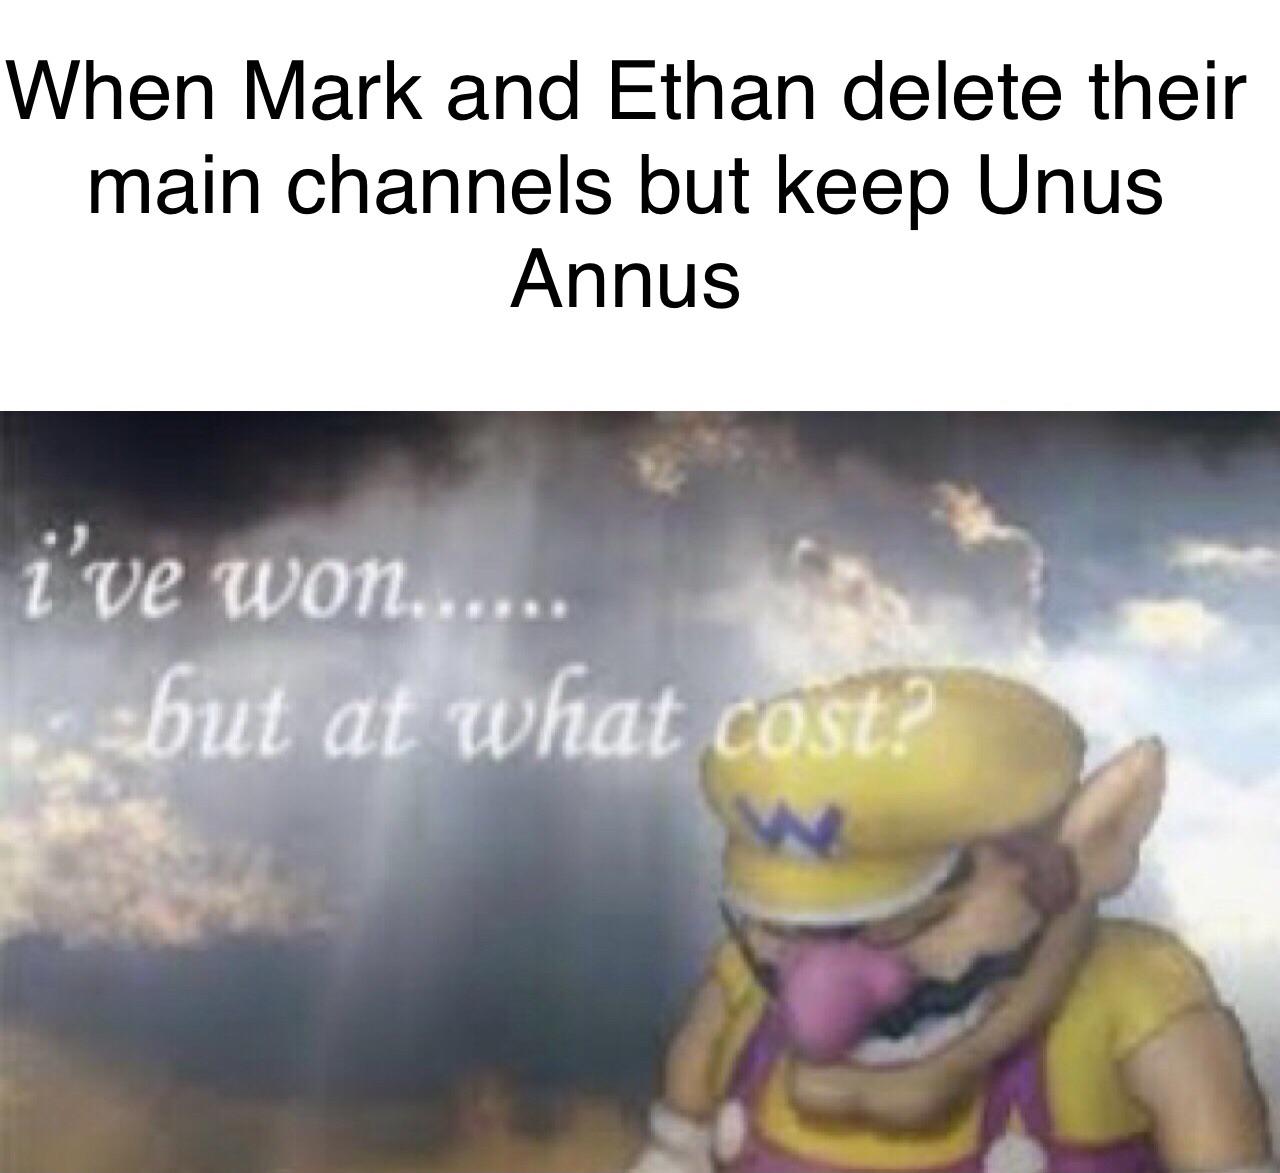 When Mark and Ethan delete their
main channels but keep Unus
Annus
i've won......
but at what cost?
W